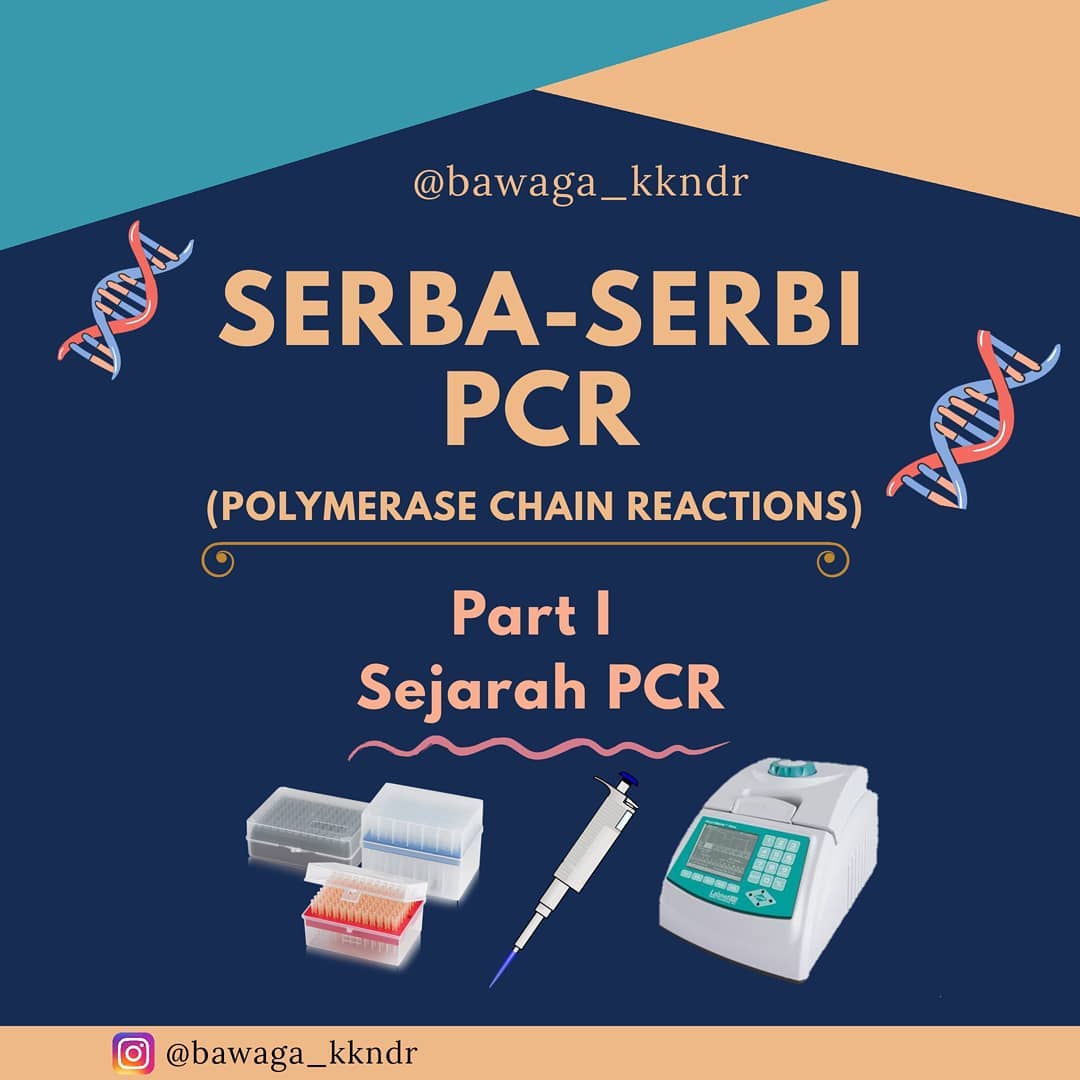 @bawaga_kkndr
SERBA-SERBI
PCR
(POLYMERASE CHAIN REACTIONS)
Part I
Sejarah PCR
@bawaga_kkndr